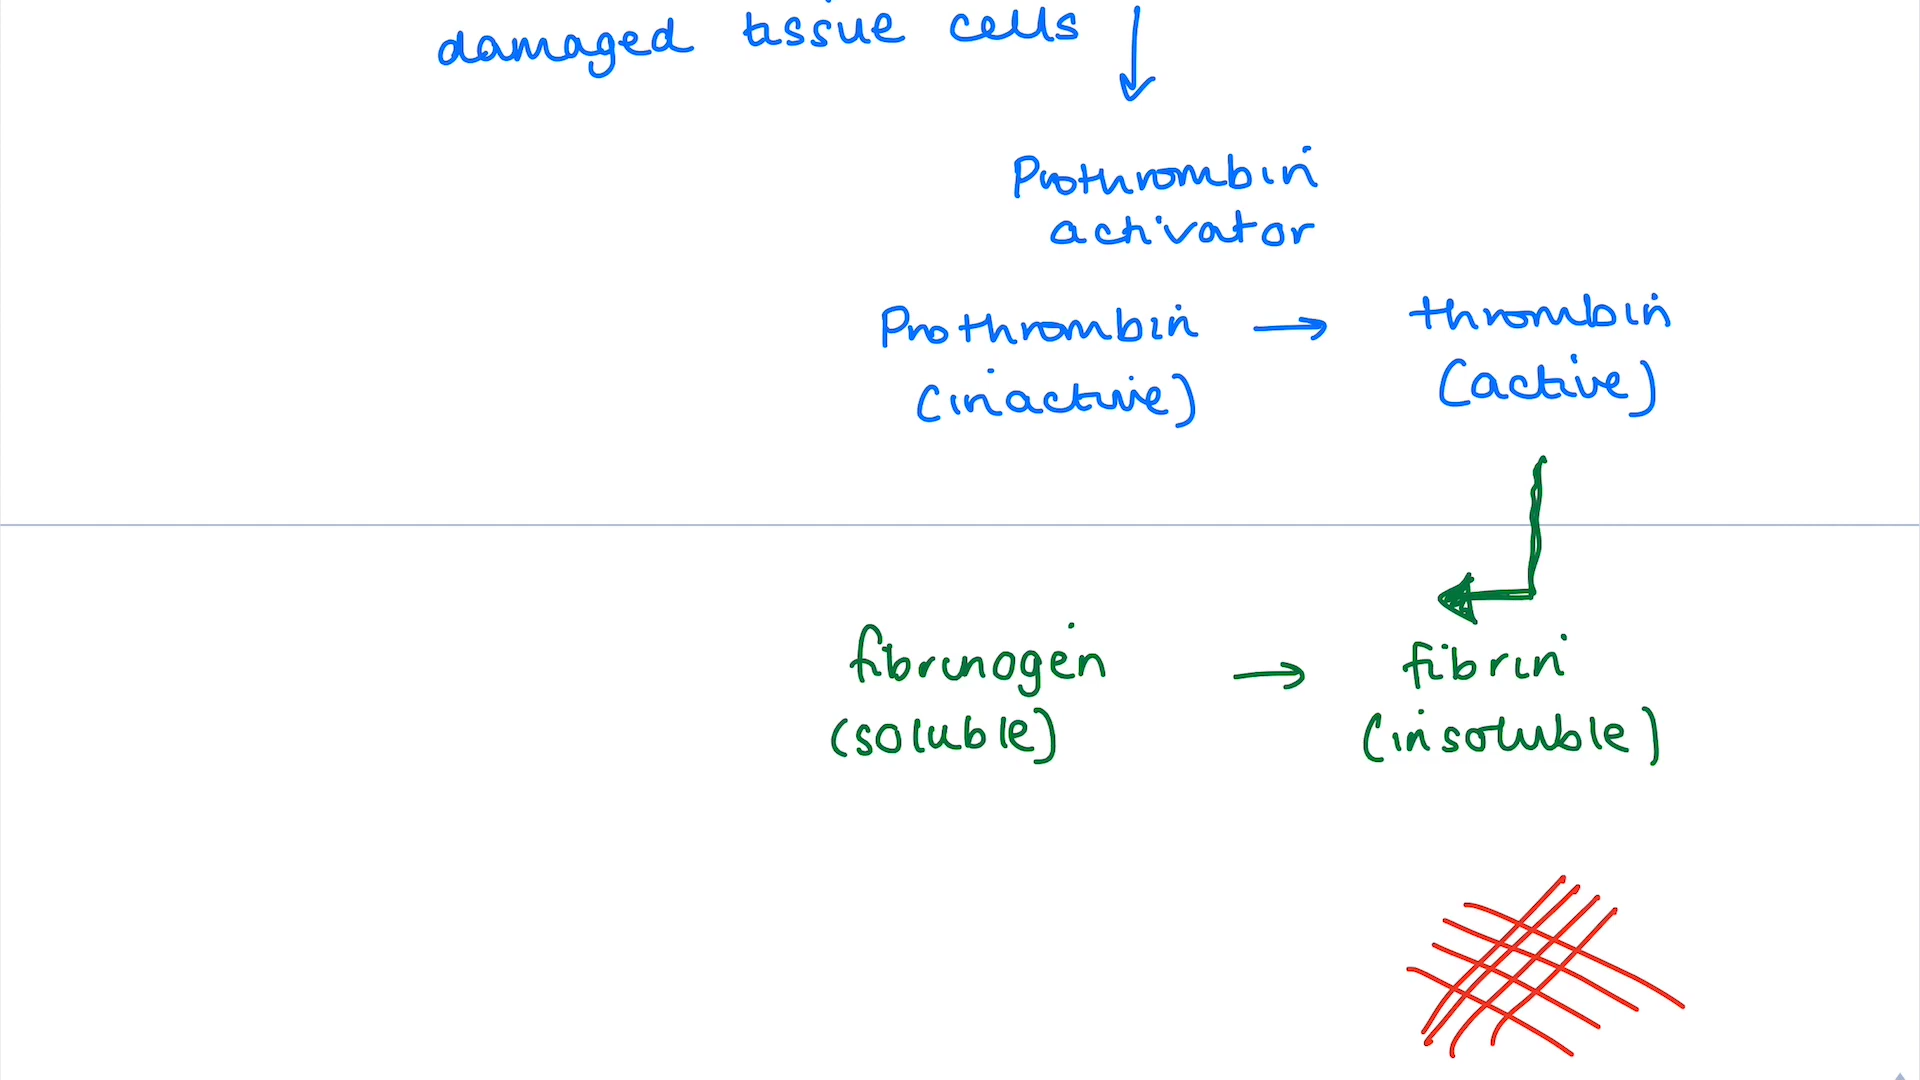 damaged tissue cells ↓
Prothrombin
activator
Prothrombin → thrombin
(inactive) (active)
fibrinogen → fibrin
(soluble) (insoluble)